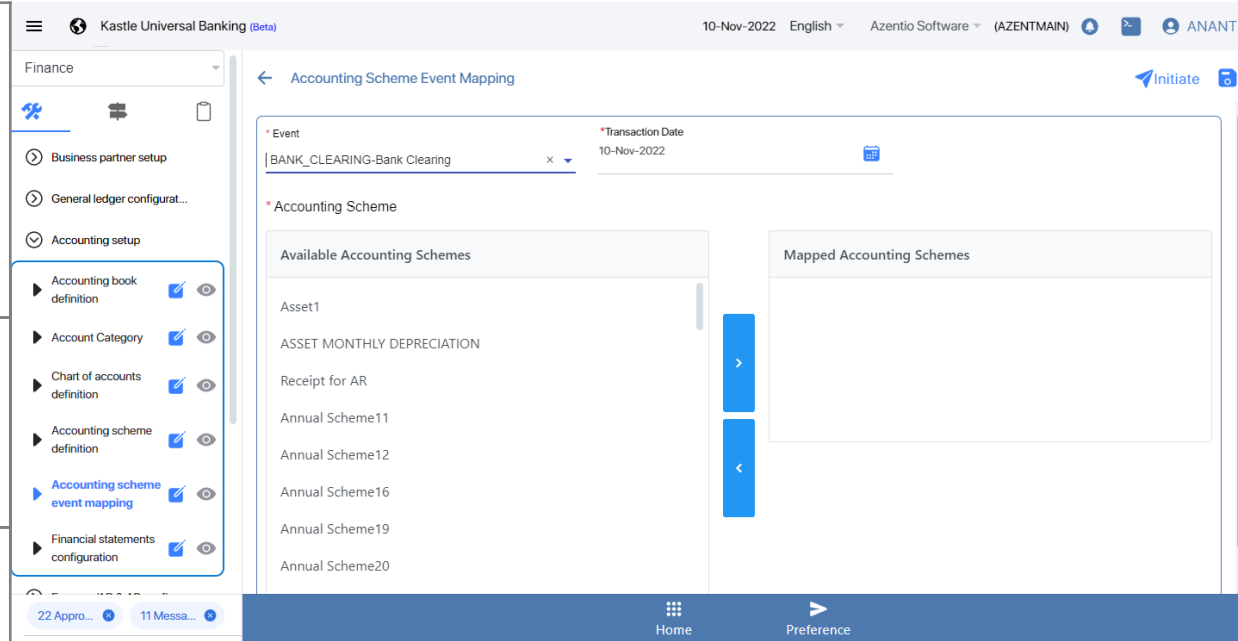 Kastle Universal Banking (Beta)
10-Nov-2022 English Azentio Software (AZENTMAIN) ANANT
Finance
Accounting Scheme Event Mapping
Initiate
* Event
BANK_CLEARING-Bank Clearing
*Transaction Date
10-Nov-2022
Business partner setup
General ledger configurat...
Accounting setup
Accounting book
definition
Account Category
Chart of accounts
definition
Accounting scheme
definition
Accounting scheme
event mapping
Financial statements
configuration
22 Appro...
11 Messa...
* Accounting Scheme
Available Accounting Schemes
Asset1
ASSET MONTHLY DEPRECIATION
Receipt for AR
Annual Scheme11
Annual Scheme12
Annual Scheme16
Annual Scheme19
Annual Scheme20
Mapped Accounting Schemes
Home
Preference